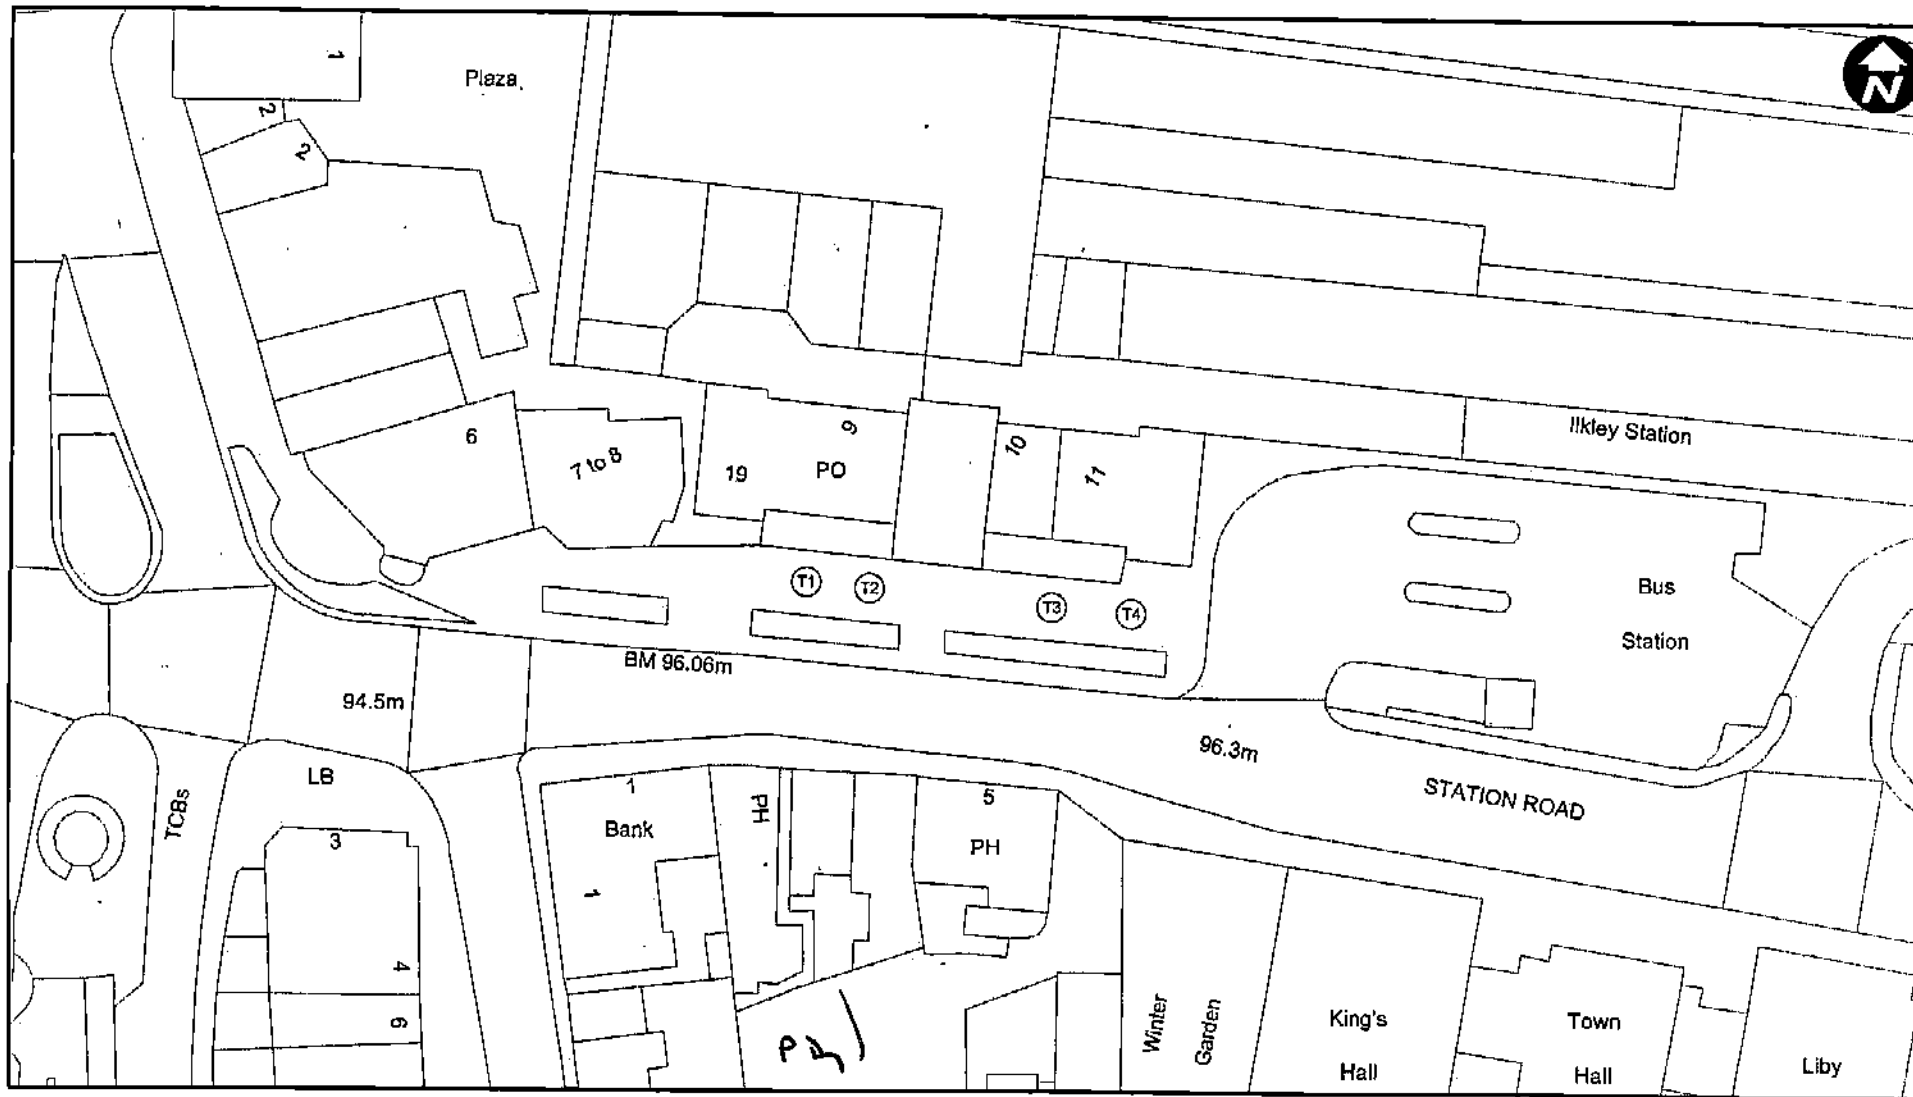 1
Plaza
N
2
2
6
7 to 8
19
9
PO
10
11
Ilkley Station
T1
T2
T3
T4
Bus
Station
BM 96.06m
94.5m
96.3m
STATION ROAD
TCBs
LB
3
4
6
1
Bank
1
PH
5
PH
Winter
Garden
King's
Hall
Town
Hall
Liby